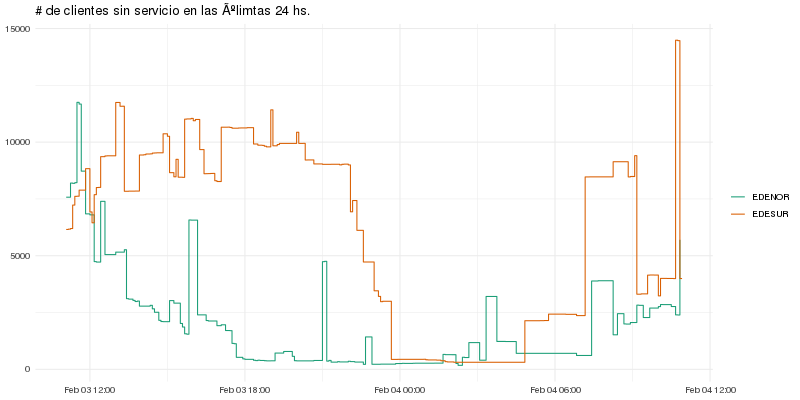 # de clientes sin servicio en las Ãºlimtas 24 hs.
15000
10000
5000
0
Feb 03 12:00 Feb 03 18:00 Feb 04 00:00 Feb 04 06:00 Feb 04 12:00
EDENOR
EDESUR